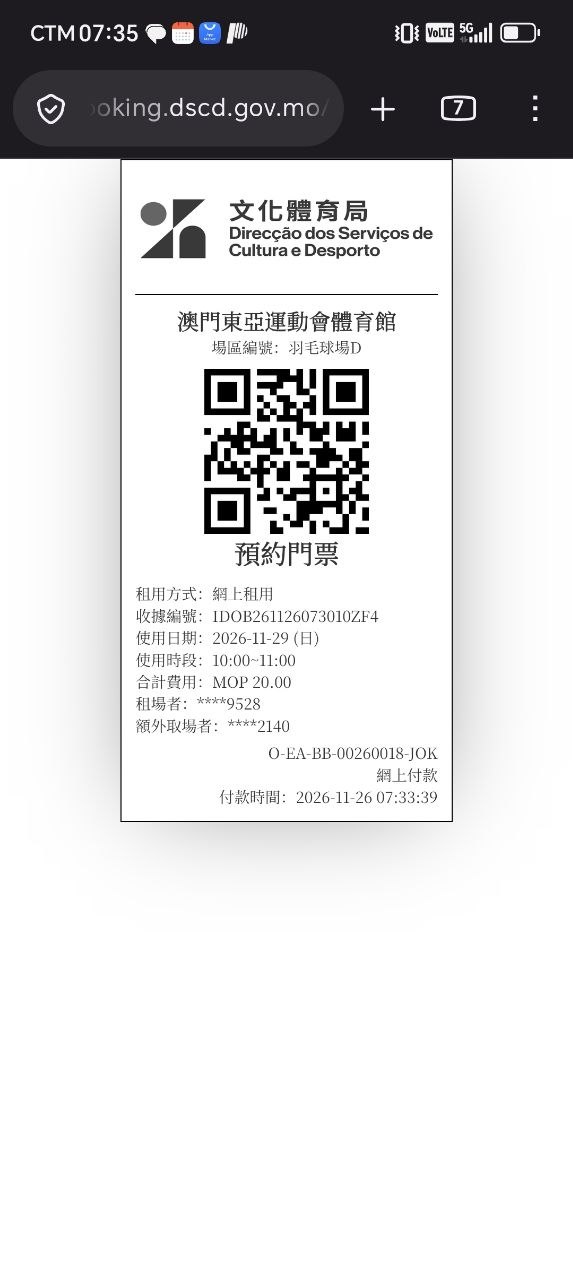 CTM 07:35
VoLTE 5G
ooking.dscd.gov.mo/
7
文化體育局
Direcção dos Serviços de
Cultura e Desporto
澳門東亞運動會體育館
場區編號：羽毛球場D
預約門票
租用方式：網上租用
收據編號：IDOB261126073010ZF4
使用日期：2026-11-29 (日)
使用時段：10:00~11:00
合計費用：MOP 20.00
租場者：****9528
額外取場者：****2140
O-EA-BB-00260018-JOK
網上付款
付款時間：2026-11-26 07:33:39